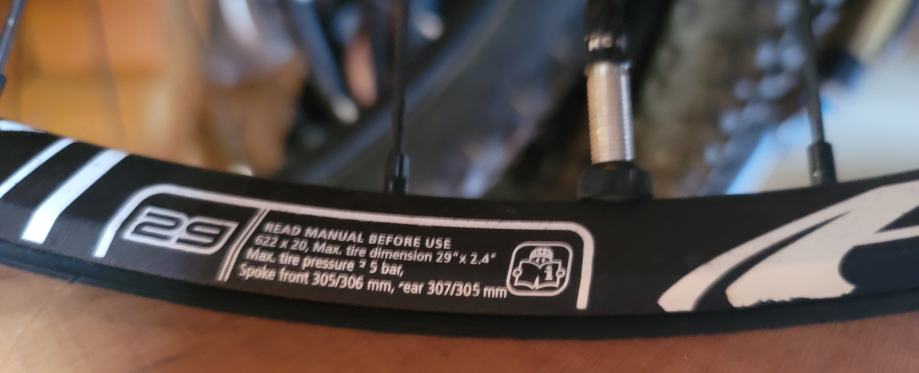 29
READ MANUAL BEFORE USE
622 x 20, Max. tire dimension 29"x 2.4"
Max. tire pressure 5 bar,
Spoke front 305/306 mm, rear 307/305 mm
i